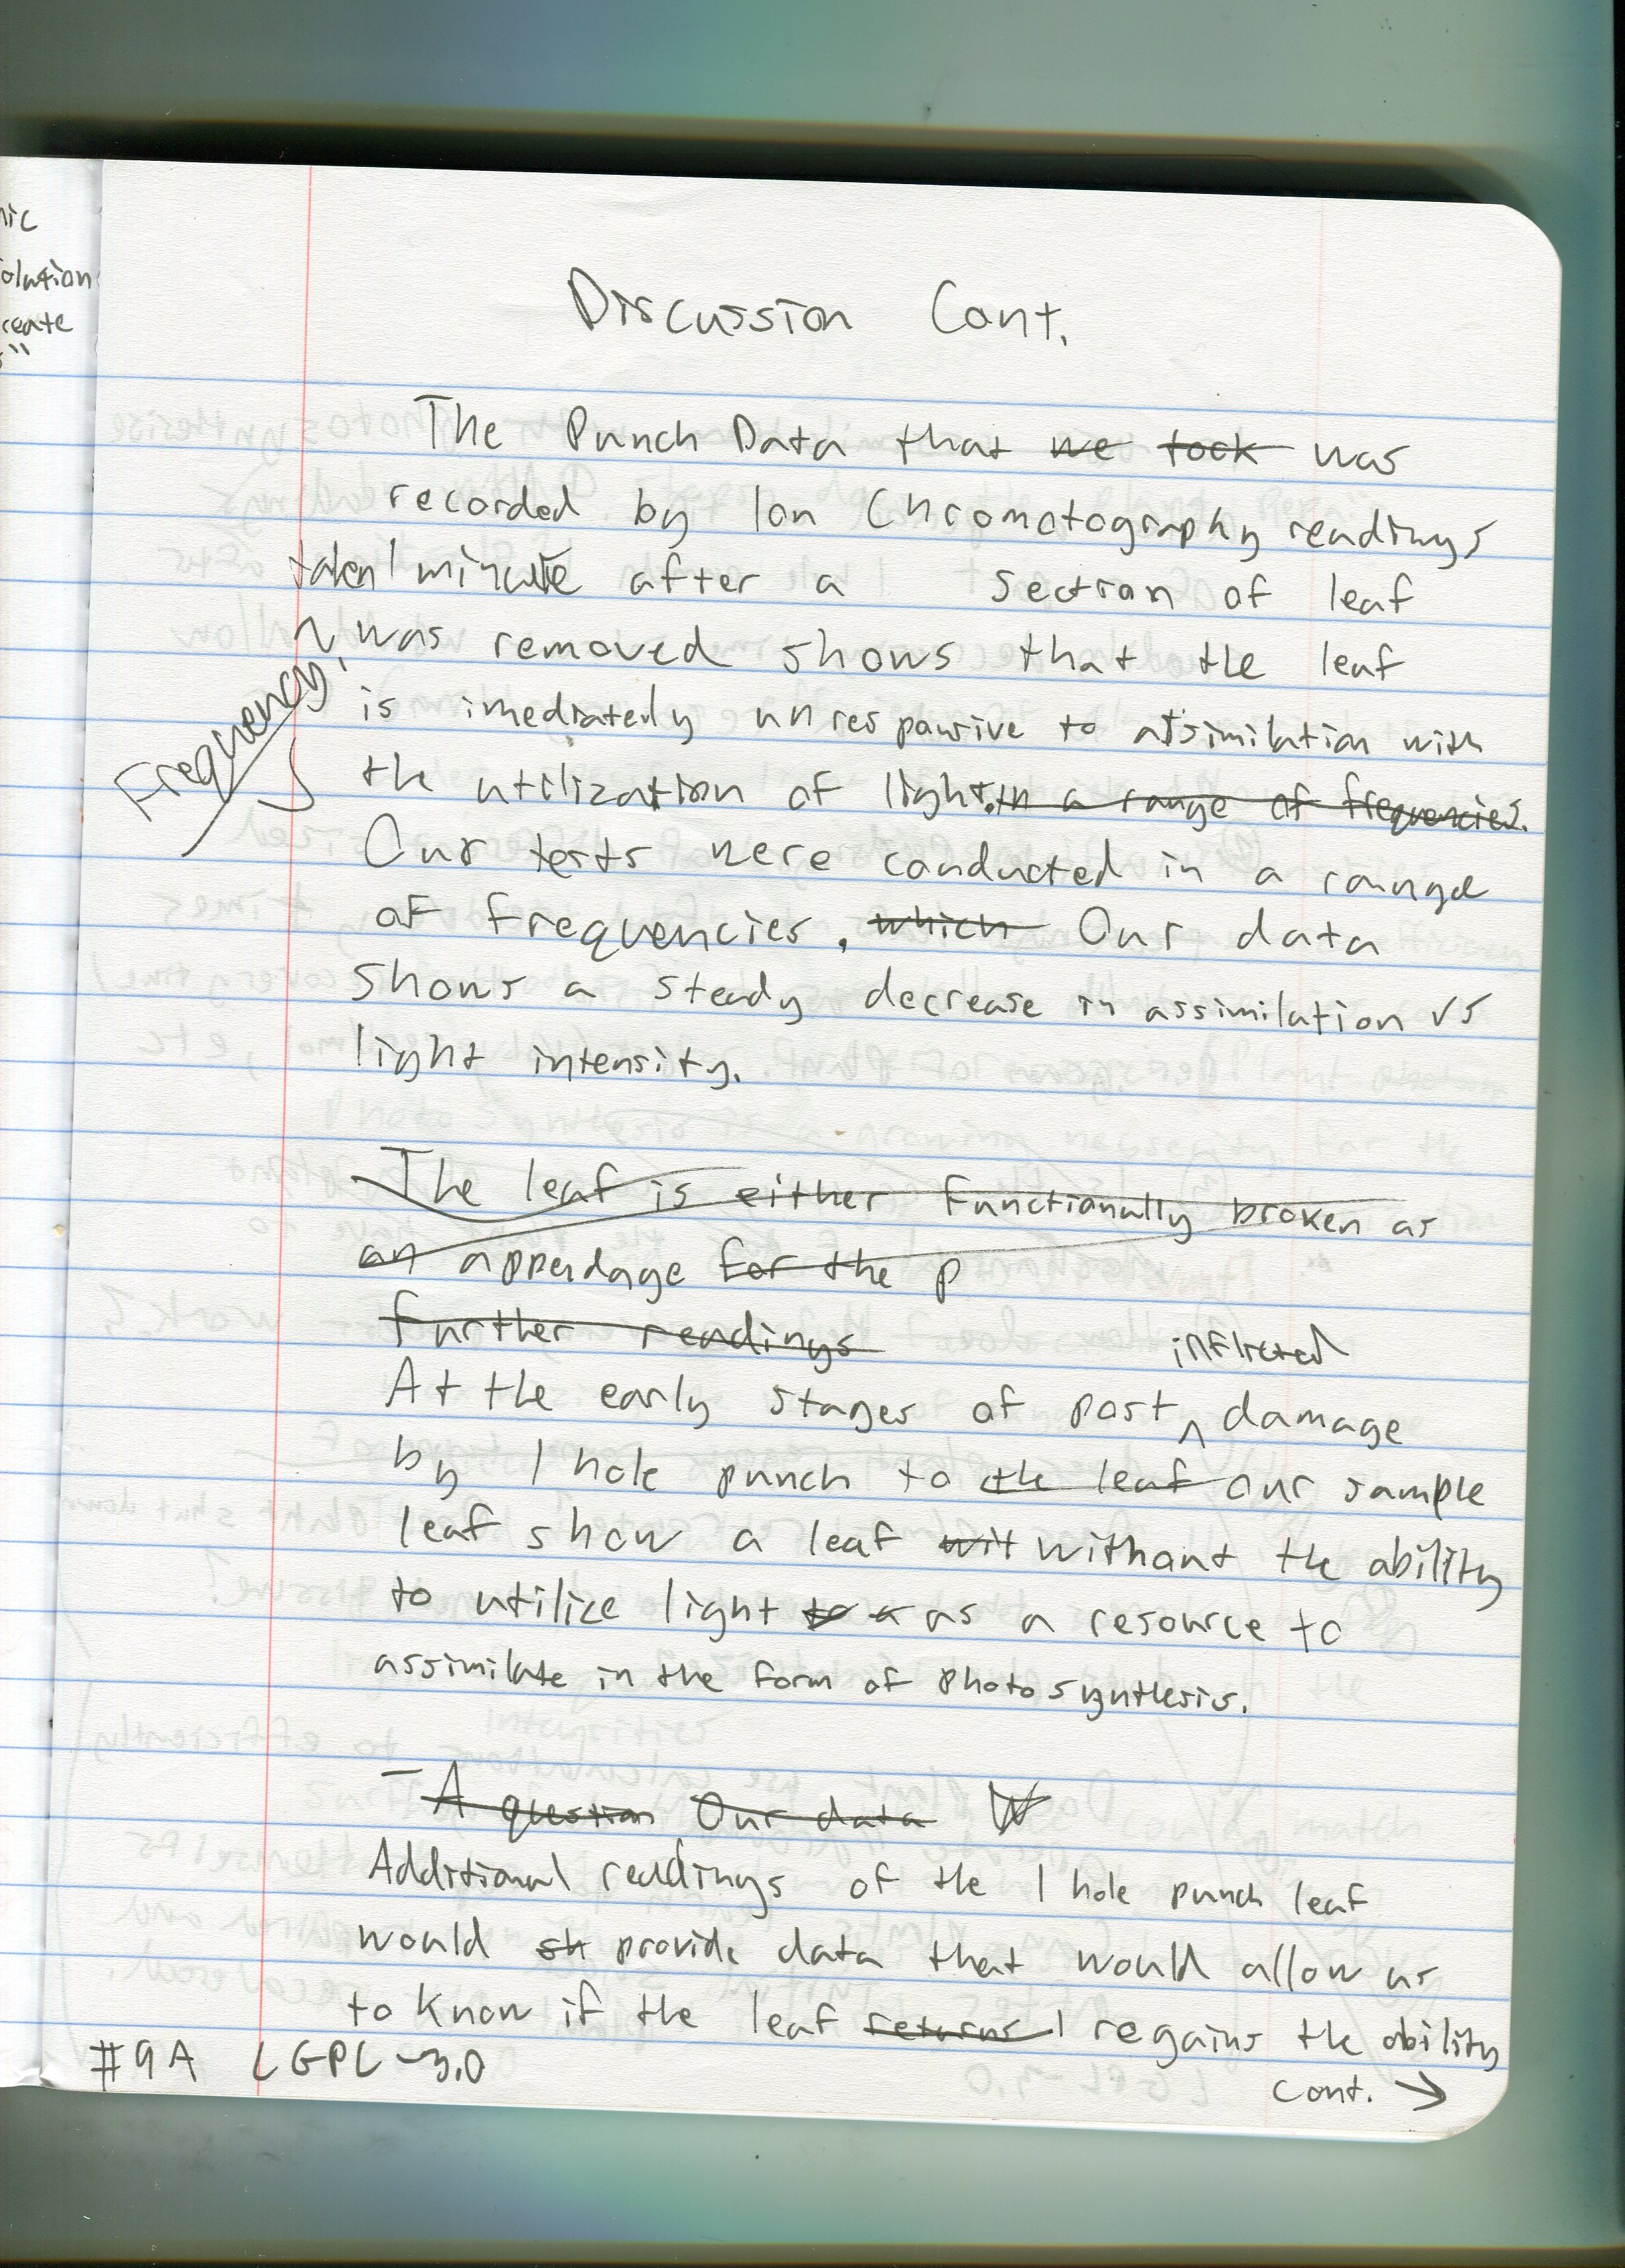 nic
olution
reate
s"
Discussion Cont.
The Punch Data that we took was
recorded by Ion Chromotography readings
taken 1 minute after a section of leaf
was removed shows that the leaf
Frequency
is imediately unresponsive to assimilation with
the utilization of light. in a range of frequencies.
Our tests were conducted in a range
of frequencies. which Our data
shows a steady decrease in assimilation vs
light intensity.
The leaf is either functionally broken as
an appendage for the p
further readings
inflicted
At the early stages of post ^ damage
by 1 hole punch to the leaf our sample
leaf show a leaf wit without the ability
to utilize light to a as a resource to
assimilate in the form of photosynthesis.
- A question Our data W
Additional readings of the 1 hole punch leaf
would sh provide data that would allow us
to know if the leaf returns regains the ability
#9A LGPL-3.0
cont. →